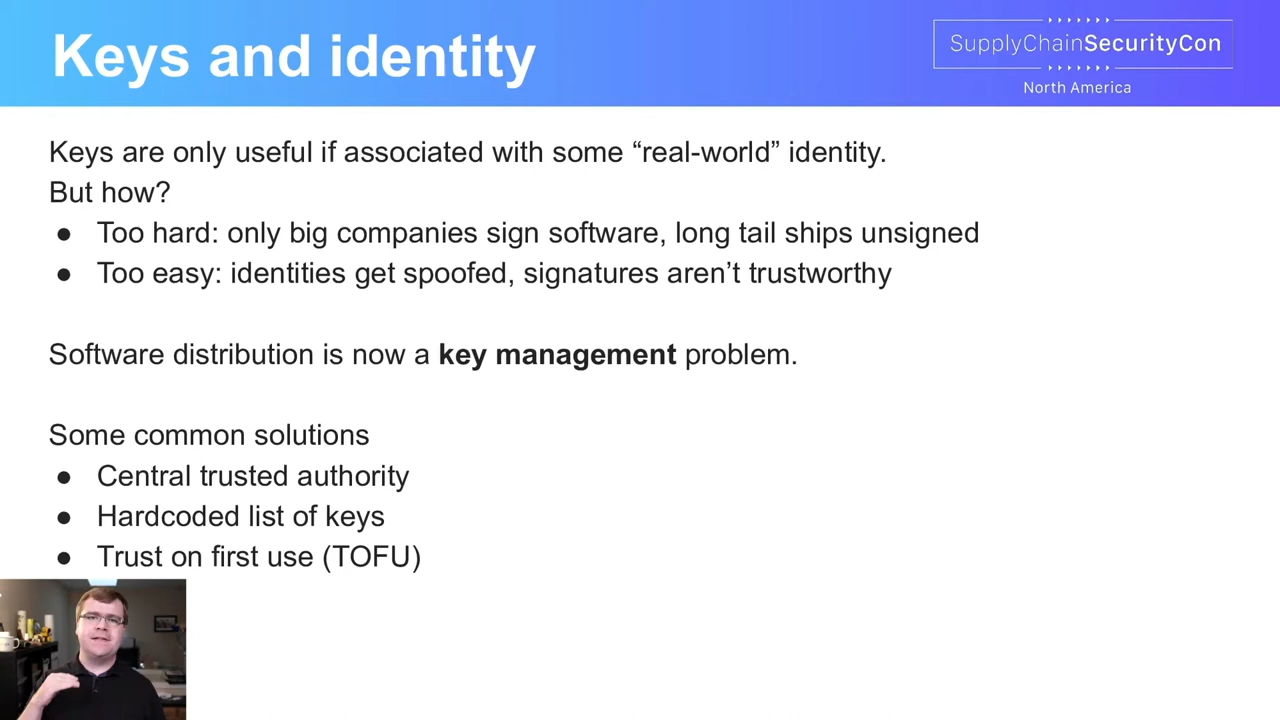 Keys and identity
SupplyChainSecurityCon
North America
Keys are only useful if associated with some “real-world” identity.
But how?
● Too hard: only big companies sign software, long tail ships unsigned
● Too easy: identities get spoofed, signatures aren’t trustworthy
Software distribution is now a key management problem.
Some common solutions
● Central trusted authority
● Hardcoded list of keys
● Trust on first use (TOFU)